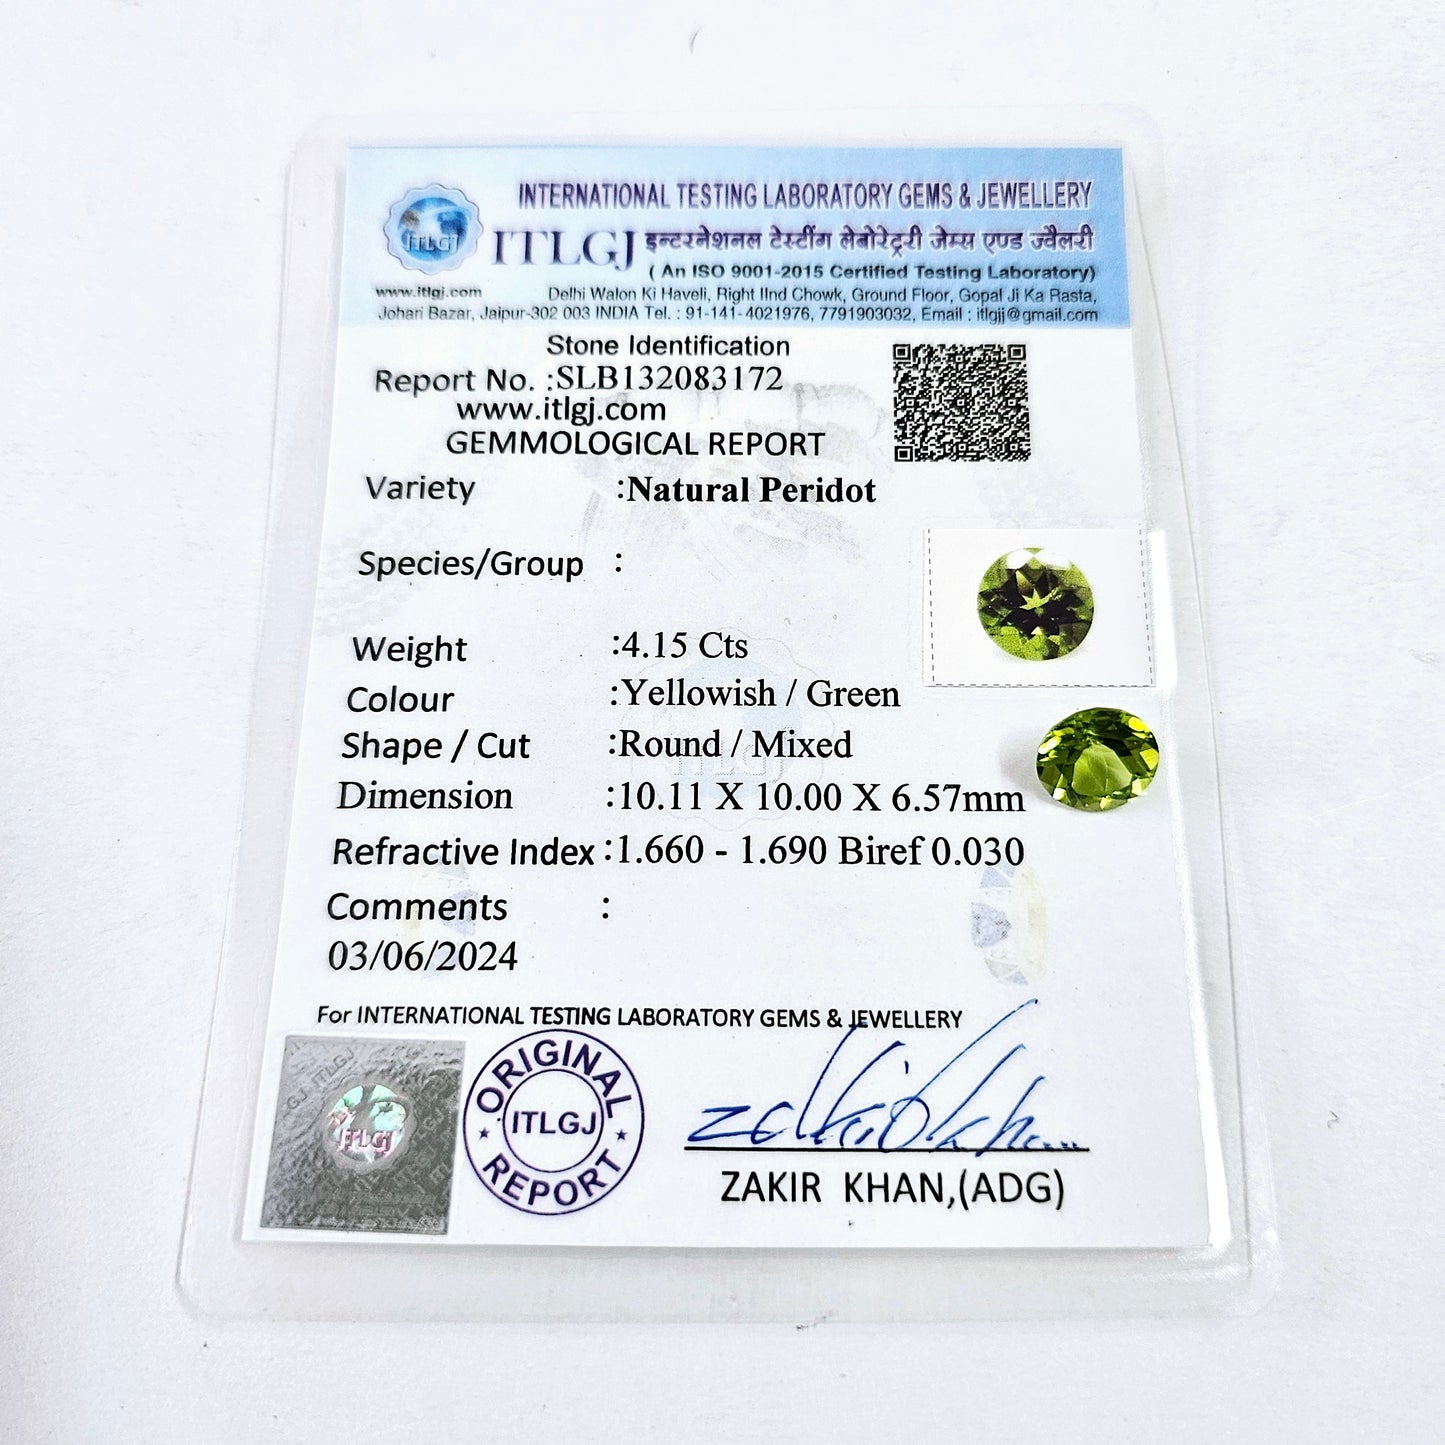 INTERNATIONAL TESTING LABORATORY GEMS & JEWELLERY
ITLGJ
ITLGJ इन्टरनेशनल टेस्टींग लेबोरेट्ररी जेम्स एण्ड ज्वैलरी
( An ISO 9001-2015 Certified Testing Laboratory)
www.itlgj.com Delhi Walon Ki Haveli, Right IInd Chowk, Ground Floor, Gopal Ji Ka Rasta,
Johari Bazar, Jaipur-302 003 INDIA Tel. : 91-141-4021976, 7791903032, Email : itlgjj@gmail.com
Stone Identification
Report No. :SLB132083172
www.itlgj.com
GEMMOLOGICAL REPORT
Variety :Natural Peridot
Species/Group :
Weight :4.15 Cts
Colour :Yellowish / Green
Shape / Cut :Round / Mixed
Dimension :10.11 X 10.00 X 6.57mm
Refractive Index :1.660 - 1.690 Biref 0.030
Comments :
03/06/2024
For INTERNATIONAL TESTING LABORATORY GEMS & JEWELLERY
ITLGJ
ORIGINAL
ITLGJ
REPORT
zakir khan
ZAKIR KHAN,(ADG)